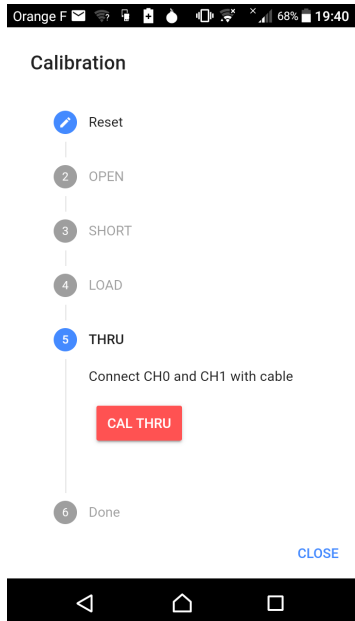 Orange F 68% 19:40
Calibration
Reset
2 OPEN
3 SHORT
4 LOAD
5 THRU
Connect CH0 and CH1 with cable
CAL THRU
6 Done
CLOSE